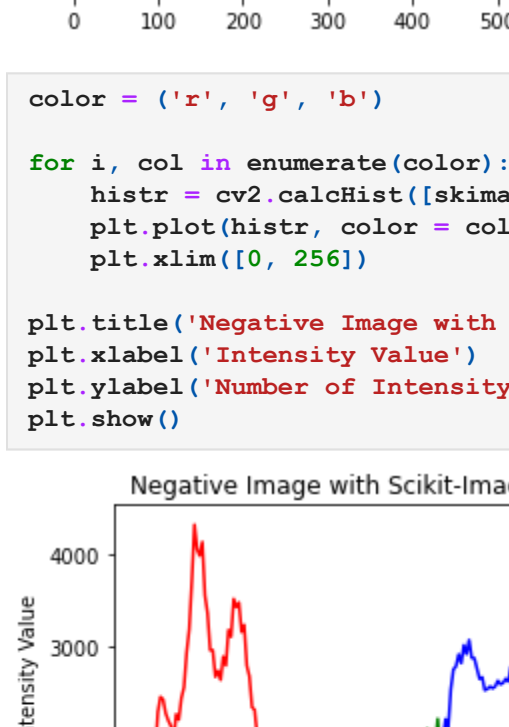 0 100 200 300 400 500
color = ('r', 'g', 'b')
for i, col in enumerate(color):
histr = cv2.calcHist([skima
plt.plot(histr, color = col
plt.xlim([0, 256])
plt.title('Negative Image with
plt.xlabel('Intensity Value')
plt.ylabel('Number of Intensity
plt.show()
Negative Image with Scikit-Ima
4000
3000
tensity Value